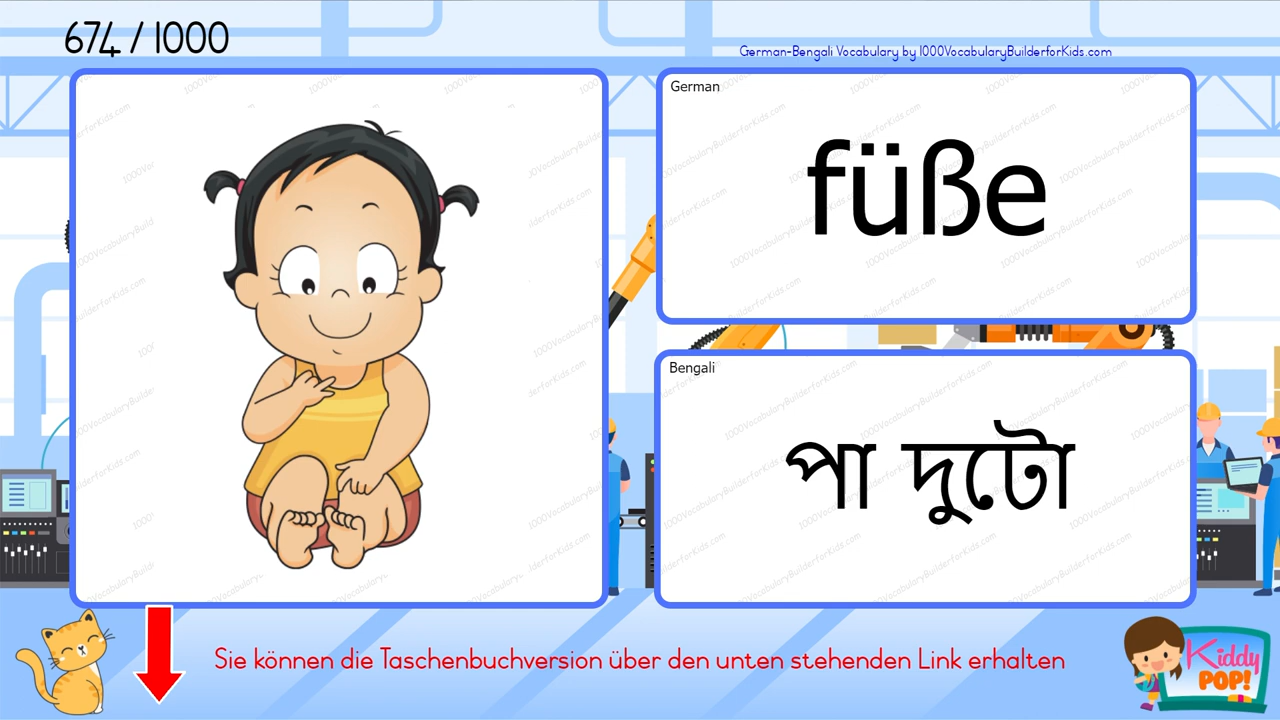 674 / 1000
German-Bengali Vocabulary by 1000VocabularyBuilderforKids.com
German
füße
Bengali
পা দুটো
Sie können die Taschenbuchversion über den unten stehenden Link erhalten
Kiddy
POP!